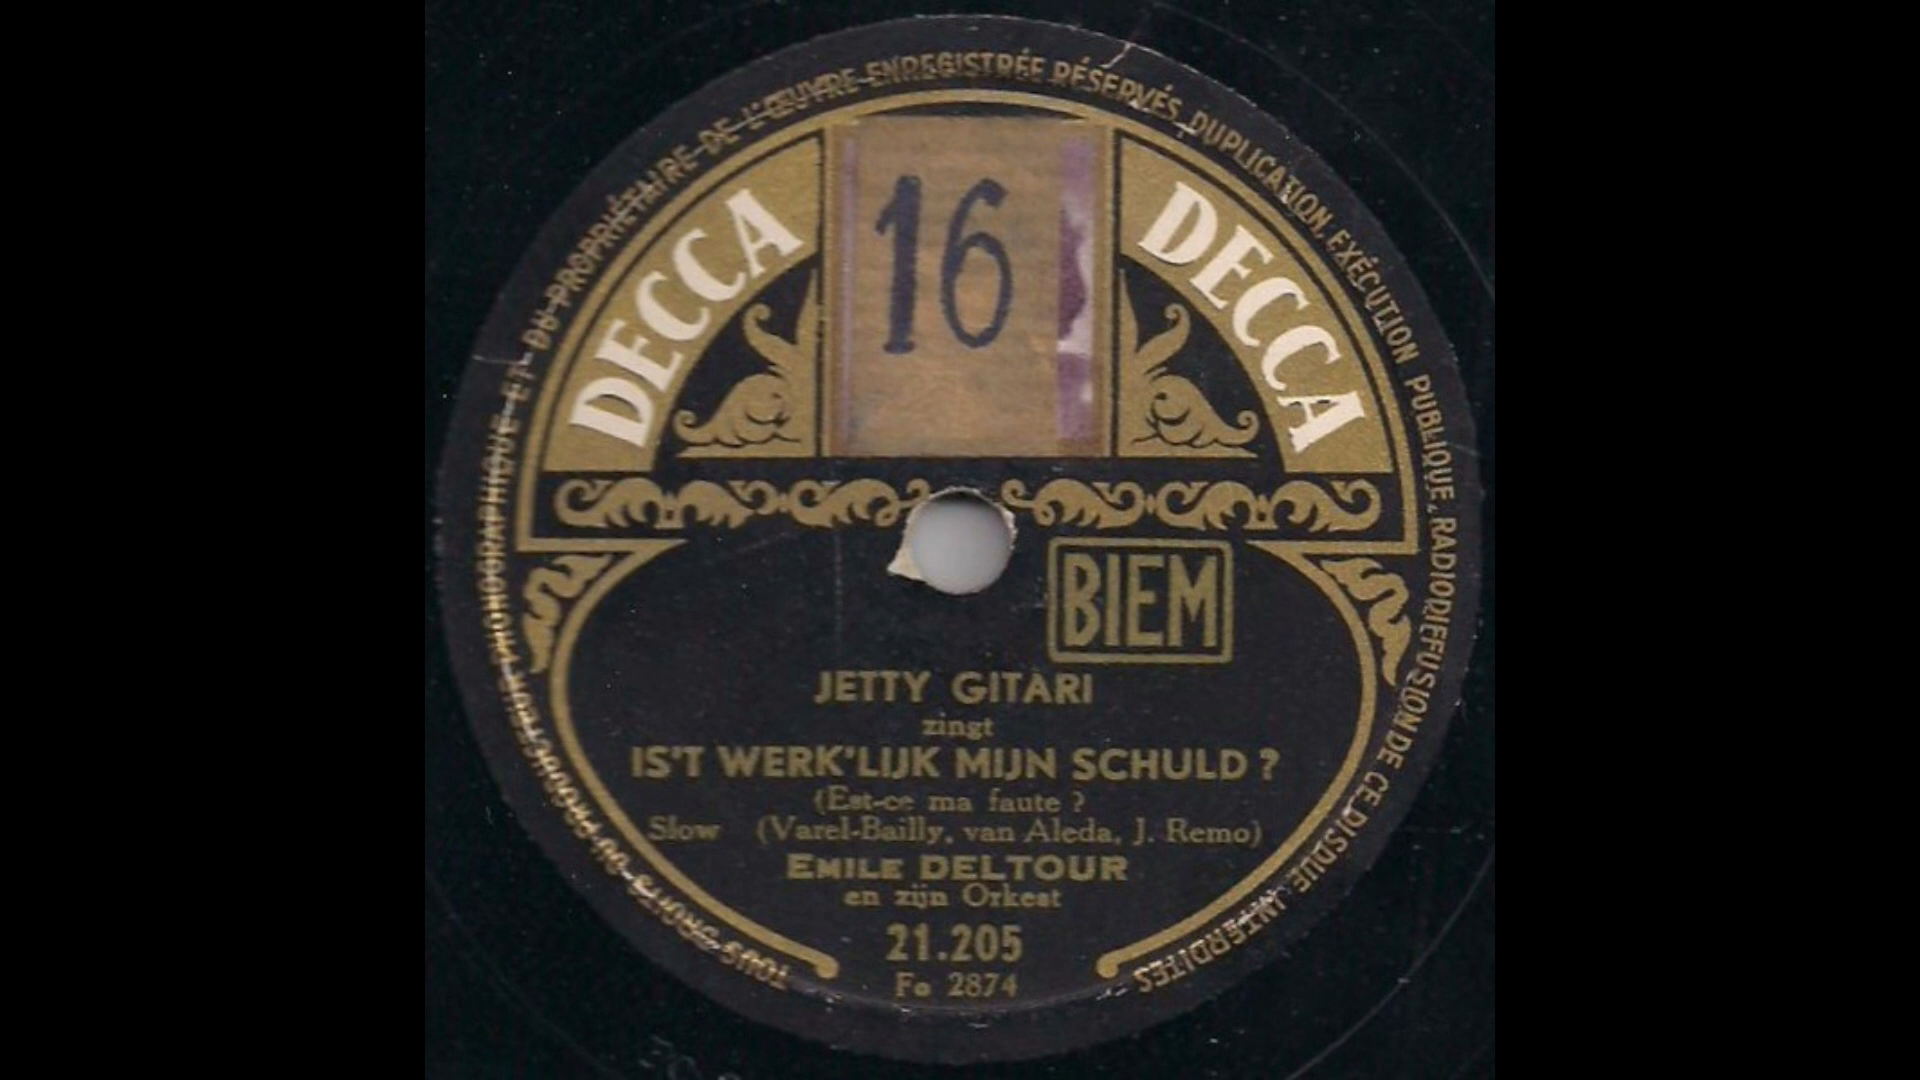 TOUS DROITS DU PRODUCTEUR PHONOGRAPHIQUE ET DU PROPRIÉTAIRE DE L'ŒUVRE ENREGISTRÉE RÉSERVÉS. DUPLICATION, EXÉCUTION PUBLIQUE, RADIODIFFUSION DE CE DISQUE INTERDITES
DECCA
16
DECCA
BIEM
JETTY GITARI
zingt
IS'T WERK'LIJK MIJN SCHULD ?
(Est-ce ma faute ?
Slow (Varel-Bailly, van Aleda, J. Remo)
EMILE DELTOUR
en zijn Orkest
21.205
Fo 2874